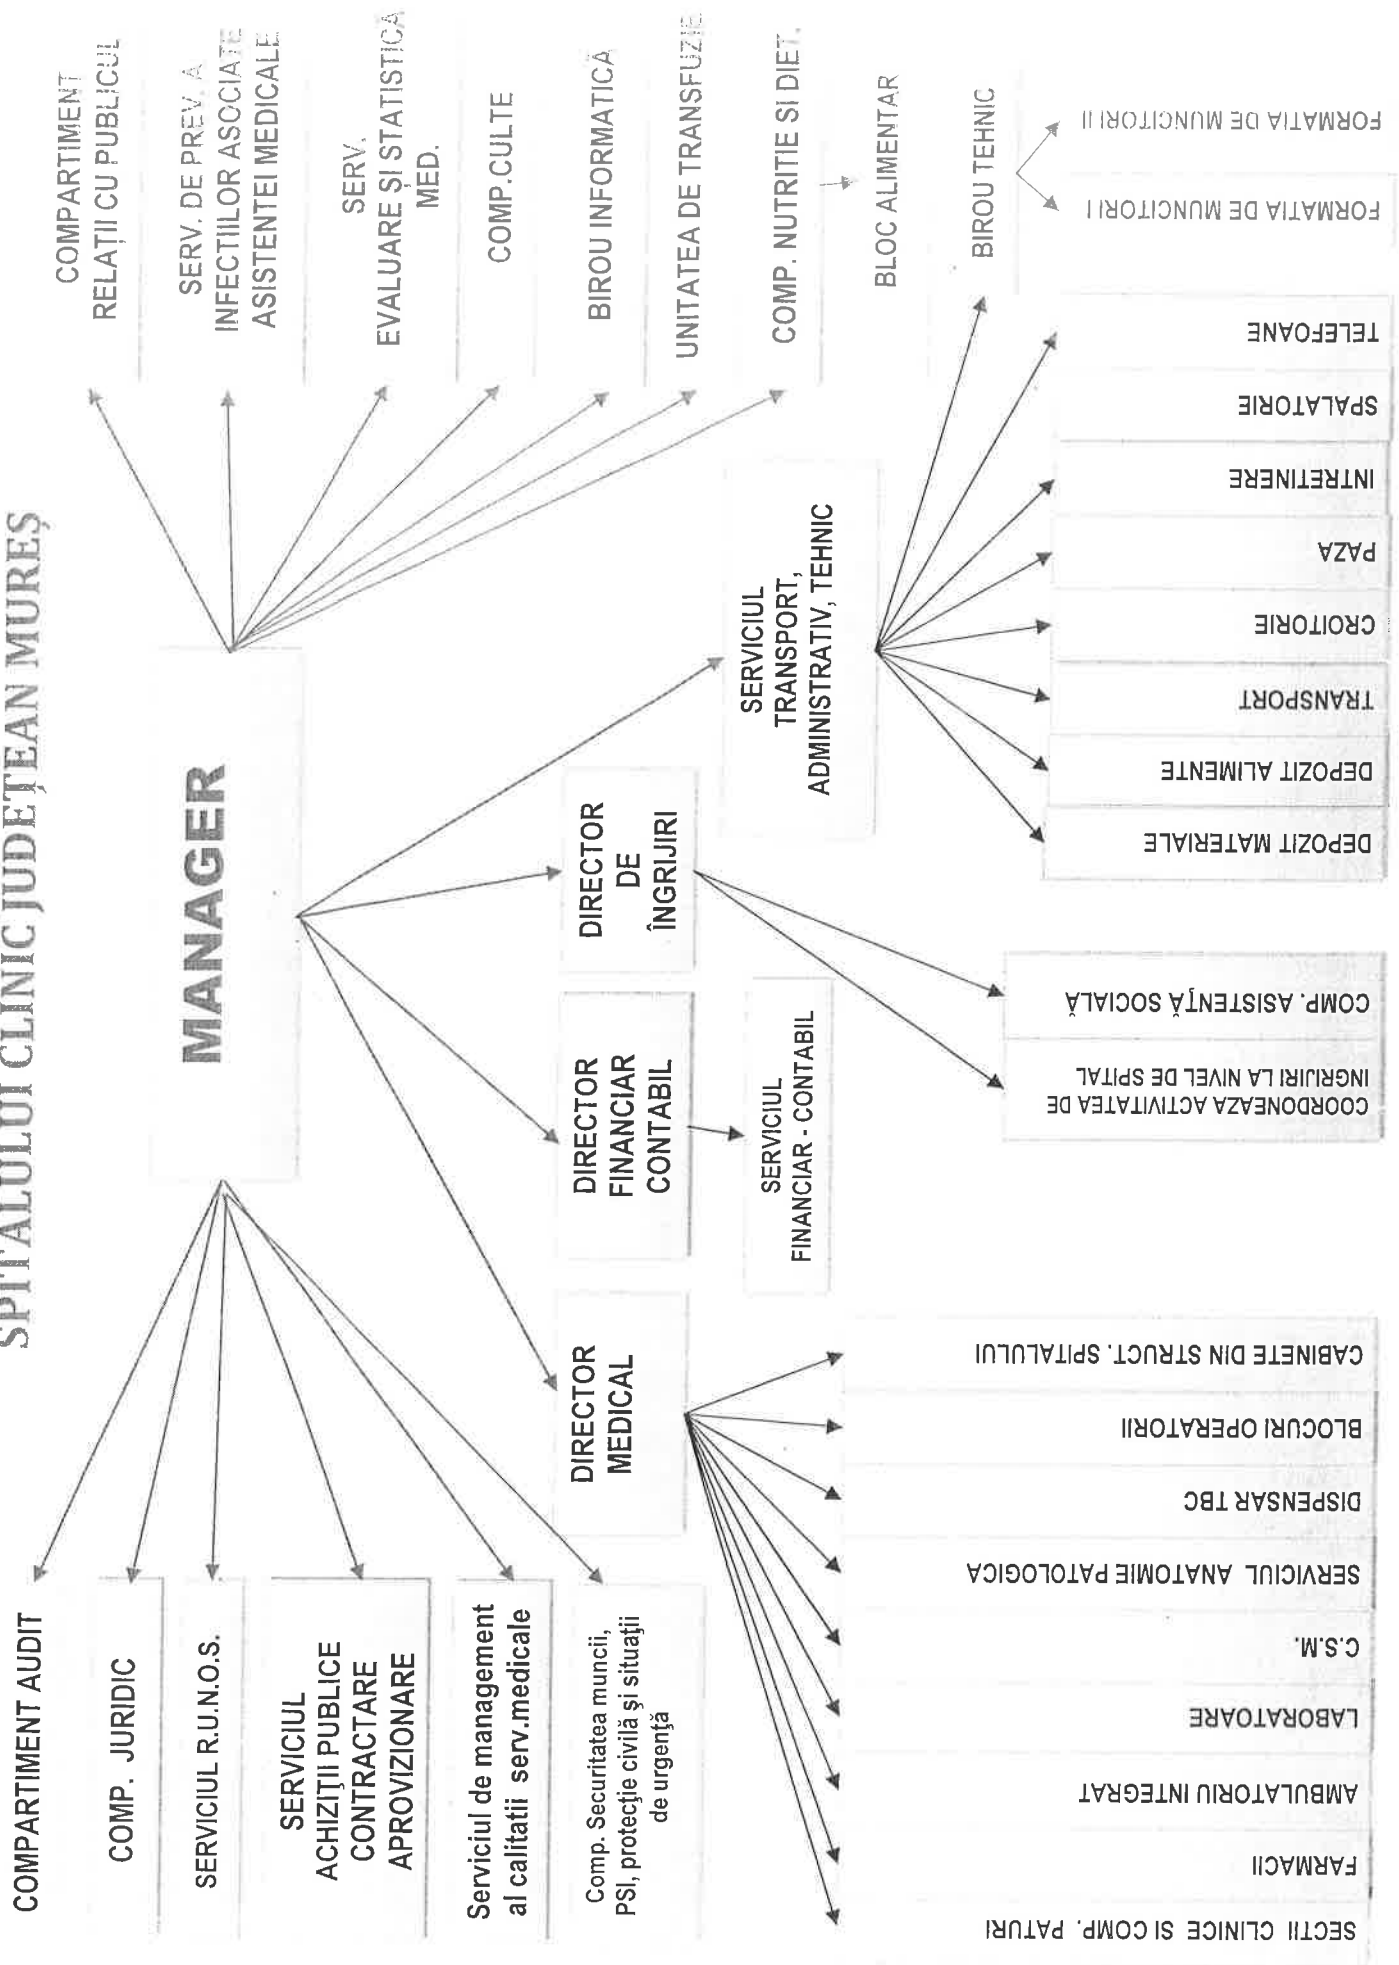 SPITALULUI CLINIC JUDEȚEAN MUREȘ
MANAGER
COMPARTIMENT AUDIT
COMP. JURIDIC
SERVICIUL R.U.N.O.S.
SERVICIUL
ACHIZIȚII PUBLICE
CONTRACTARE
APROVIZIONARE
Serviciul de management
al calitatii serv.medicale
Comp. Securitatea muncii,
PSI, protecţie civilă şi situaţii
de urgenţă
COMPARTIMENT
RELAȚII CU PUBLICUL
SERV. DE PREV. A
INFECTIILOR ASOCIATE
ASISTENTEI MEDICALE
SERV.
EVALUARE ȘI STATISTICĂ
MED.
COMP.CULTE
BIROU INFORMATICĂ
UNITATEA DE TRANSFUZIE
COMP. NUTRITIE SI DIET.
BLOC ALIMENTAR
DIRECTOR
MEDICAL
DIRECTOR
FINANCIAR
CONTABIL
DIRECTOR
DE
ÎNGRIJIRI
SERVICIUL
TRANSPORT,
ADMINISTRATIV, TEHNIC
SERVICIUL
FINANCIAR - CONTABIL
BIROU TEHNIC
SECTII CLINICE SI COMP. PATURI
FARMACII
AMBULATORIU INTEGRAT
LABORATOARE
C.S.M.
SERVICIUL ANATOMIE PATOLOGICA
DISPENSAR TBC
BLOCURI OPERATORII
CABINETE DIN STRUCT. SPITALULUI
COORDONEAZA ACTIVITATEA DE
INGRIJIRI LA NIVEL DE SPITAL
COMP. ASISTENŢĂ SOCIALĂ
DEPOZIT MATERIALE
DEPOZIT ALIMENTE
TRANSPORT
CROITORIE
PAZA
INTRETINERE
SPALATORIE
TELEFOANE
FORMATIA DE MUNCITORI I
FORMATIA DE MUNCITORI II